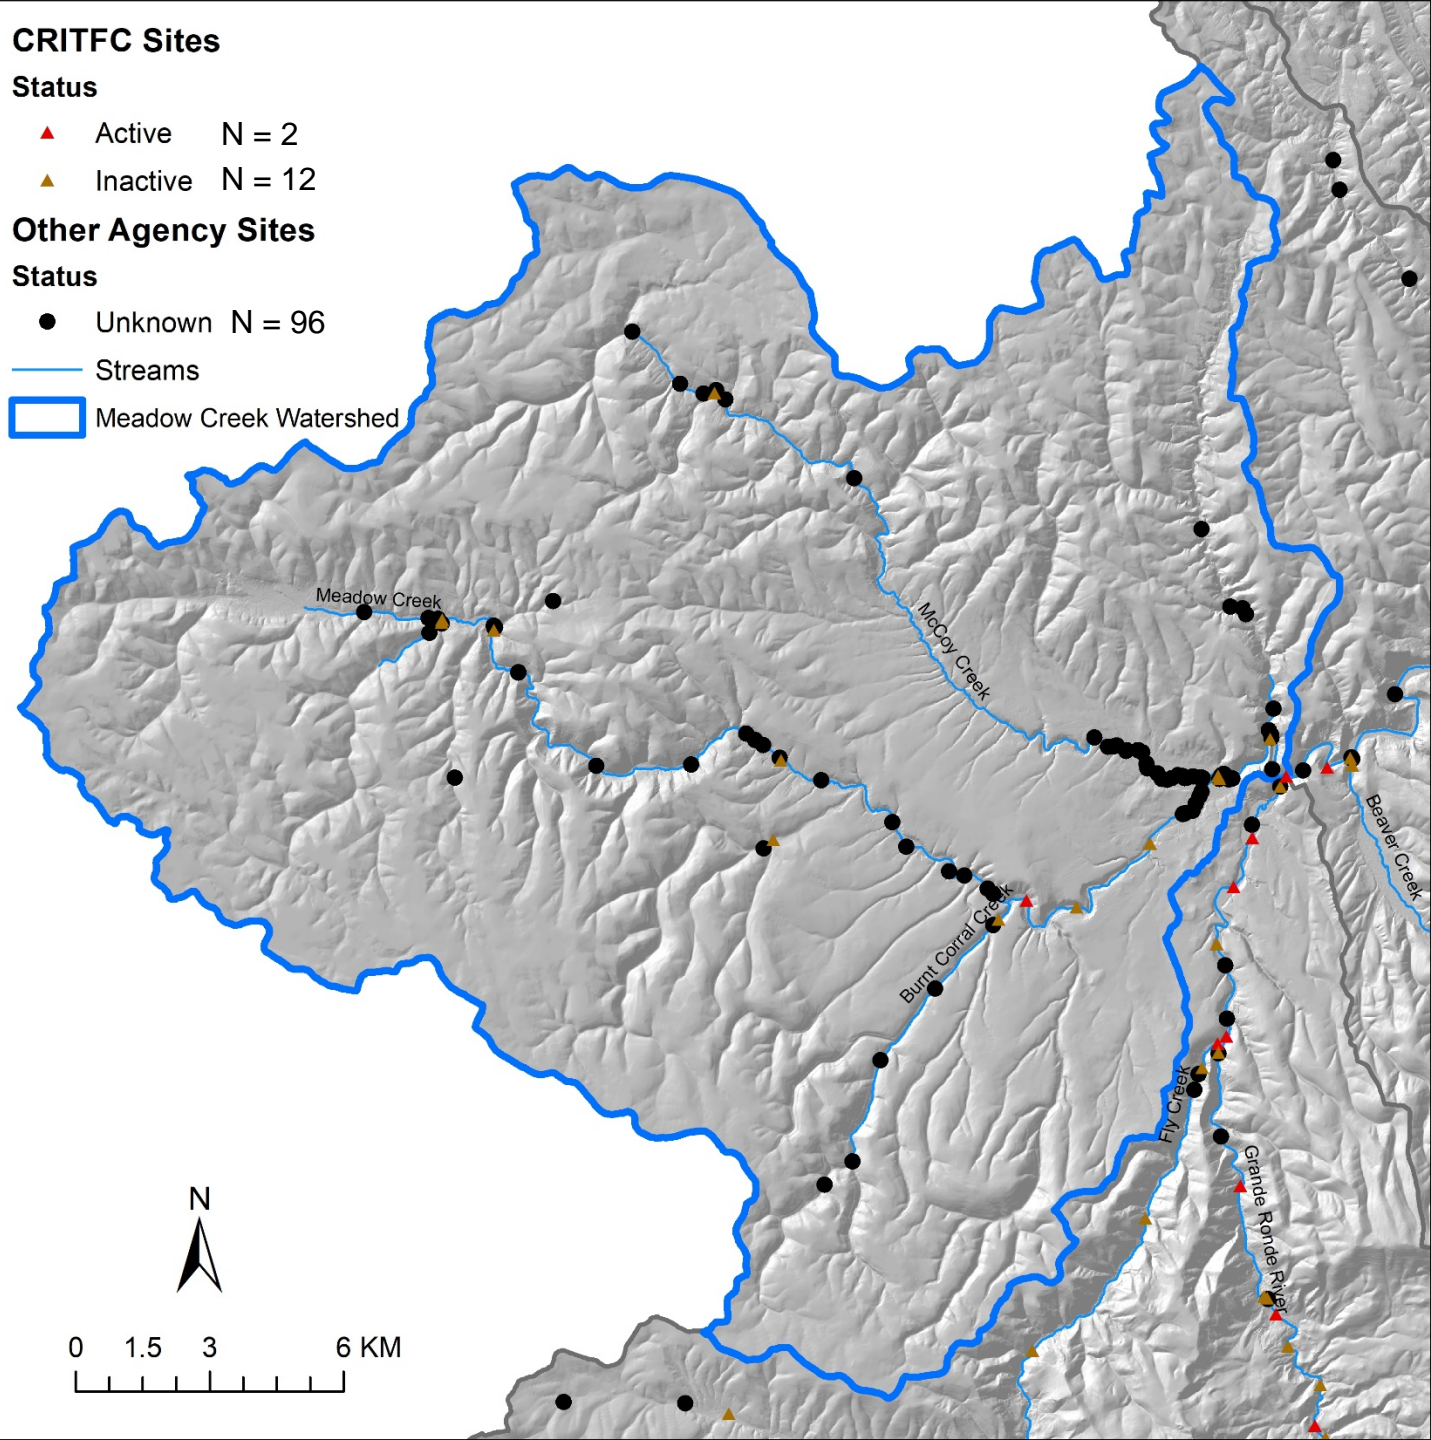 CRITFC Sites
Status
Active N = 2
Inactive N = 12
Other Agency Sites
Status
Unknown N = 96
Streams
Meadow Creek Watershed
Meadow Creek
McCoy Creek
Beaver Creek
Burnt Corral Creek
Fly Creek
Grande Ronde River
N
0 1.5 3 6 KM